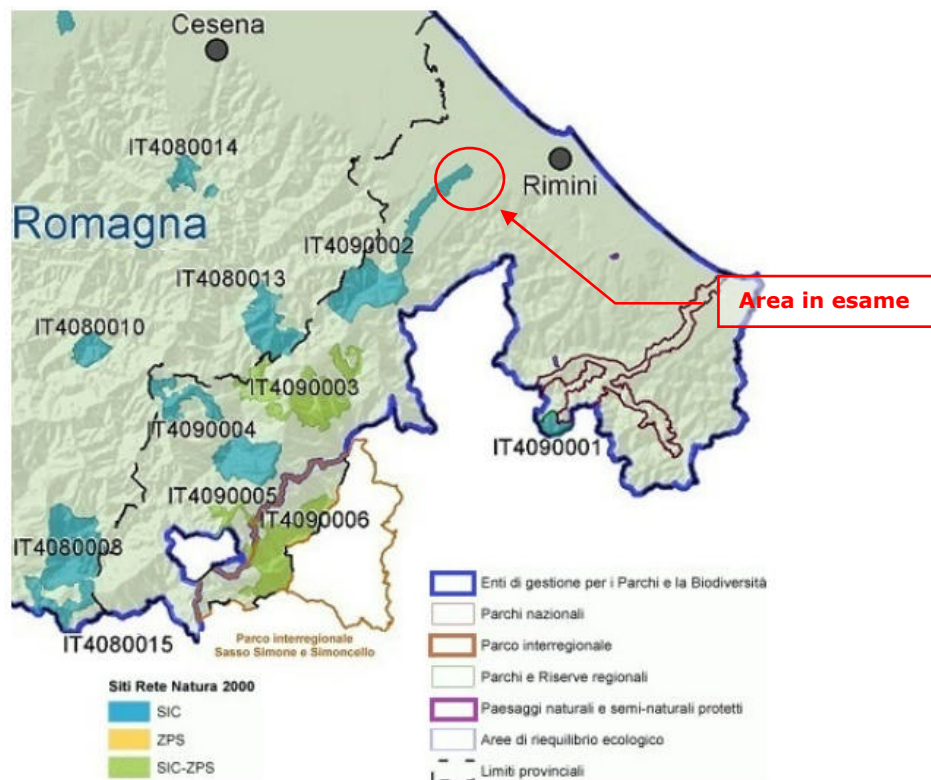 Cesena
IT4080014
Rimini
Romagna
IT4090002
IT4080013
Area in esame
IT4080010
IT4090003
IT4090004
IT4090001
IT4090005
IT4090006
IT4080008
IT4080015
Parco interregionale
Sasso Simone e Simoncello
Enti di gestione per i Parchi e la Biodiversità
Parchi nazionali
Parco interregionale
Parchi e Riserve regionali
Paesaggi naturali e semi-naturali protetti
Aree di riequilibrio ecologico
Limiti provinciali
Siti Rete Natura 2000
SIC
ZPS
SIC-ZPS